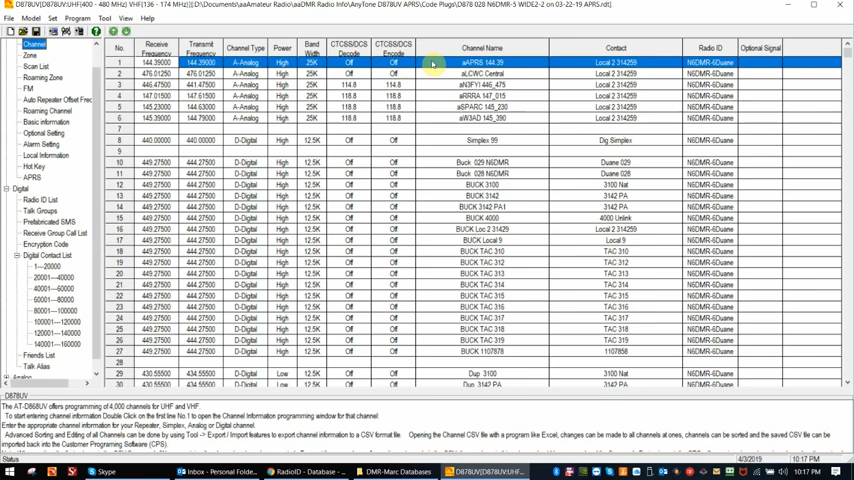 D878UV[D878UV:UHF(400 - 480 MHz) VHF(136 - 174 MHz)][D:\Documents\aaAmateur Radio\aaDMR Radio Info\AnyTone D878UV APRS\Code Plugs\D878 028 N6DMR-5 WIDE2-2 on 03-22-19 APRS.rdt]
File Model Set Program Tool View Help
Channel
Zone
Scan List
Roaming Zone
FM
Auto Repeater Offset Freq
Roaming Channel
Basic information
Optional Setting
Alarm Setting
Local Information
Hot Key
APRS
Digital
Radio ID List
Talk Groups
Prefabricated SMS
Receive Group Call List
Encryption Code
Digital Contact List
1---20000
20001---40000
40001---60000
60001---80000
80001---100000
100001---120000
120001---140000
140001---160000
Friends List
Talk Alias
Analog
No. Receive Frequency Transmit Frequency Channel Type Power Band Width CTCSS/DCS Decode CTCSS/DCS Encode Channel Name Contact Radio ID Optional Signal
1 144.39000 144.39000 A-Analog High 25K Off Off aAPRS 144.39 Local 2 314259 N6DMR-6Duane
2 476.01250 476.01250 A-Analog High 25K Off Off aLCWC Central Local 2 314259 N6DMR-6Duane
3 446.47500 441.47500 A-Analog High 25K 114.8 114.8 aN3FYI 446_475 Local 2 314259 N6DMR-6Duane
4 147.01500 147.61500 A-Analog High 25K 118.8 118.8 aRRRA 147_015 Local 2 314259 N6DMR-6Duane
5 145.23000 144.63000 A-Analog High 25K 118.8 118.8 aSPARC 145_230 Local 2 314259 N6DMR-6Duane
6 145.39000 144.79000 A-Analog High 25K 118.8 118.8 aW3AD 145_390 Local 2 314259 N6DMR-6Duane
7
8 440.00000 440.00000 D-Digital High 12.5K Off Off Simplex 99 Dig Simplex N6DMR-6Duane
9
10 449.27500 444.27500 D-Digital High 12.5K Off Off Buck 029 N6DMR Duane 029 N6DMR-6Duane
11 449.27500 444.27500 D-Digital High 12.5K Off Off Buck 028 N6DMR Duane 028 N6DMR-6Duane
12 449.27500 444.27500 D-Digital High 12.5K Off Off BUCK 3100 3100 Nat N6DMR-6Duane
13 449.27500 444.27500 D-Digital High 12.5K Off Off BUCK 3142 3142 PA N6DMR-6Duane
14 449.27500 444.27500 D-Digital High 12.5K Off Off BUCK 3142 PA1 3142 PA N6DMR-6Duane
15 449.27500 444.27500 D-Digital High 12.5K Off Off BUCK 4000 4000 Unlink N6DMR-6Duane
16 449.27500 444.27500 D-Digital High 12.5K Off Off BUCK Loc 2 31429 Local 2 314259 N6DMR-6Duane
17 449.27500 444.27500 D-Digital High 12.5K Off Off BUCK Local 9 Local 9 N6DMR-6Duane
18 449.27500 444.27500 D-Digital High 12.5K Off Off BUCK TAC 310 TAC 310 N6DMR-6Duane
19 449.27500 444.27500 D-Digital High 12.5K Off Off BUCK TAC 312 TAC 312 N6DMR-6Duane
20 449.27500 444.27500 D-Digital High 12.5K Off Off BUCK TAC 313 TAC 313 N6DMR-6Duane
21 449.27500 444.27500 D-Digital High 12.5K Off Off BUCK TAC 314 TAC 314 N6DMR-6Duane
22 449.27500 444.27500 D-Digital High 12.5K Off Off BUCK TAC 315 TAC 315 N6DMR-6Duane
23 449.27500 444.27500 D-Digital High 12.5K Off Off BUCK TAC 316 TAC 316 N6DMR-6Duane
24 449.27500 444.27500 D-Digital High 12.5K Off Off BUCK TAC 317 TAC 317 N6DMR-6Duane
25 449.27500 444.27500 D-Digital High 12.5K Off Off BUCK TAC 318 TAC 318 N6DMR-6Duane
26 449.27500 444.27500 D-Digital High 12.5K Off Off BUCK TAC 319 TAC 319 N6DMR-6Duane
27 449.27500 444.27500 D-Digital High 12.5K Off Off BUCK 1107878 1107858 N6DMR-6Duane
28
29 430.55500 434.55500 D-Digital Low 12.5K Off Off Dup 3100 3100 Nat N6DMR-6Duane
30 430.55500 434.55500 D-Digital Low 12.5K Off Off Dup 3142 PA 3142 PA N6DMR-6Duane
D878UV
The AT-D868UV offers programming of 4,000 channels for UHF and VHF.
To start entering channel information Double Click on the first line No.1 to open the Channel Information programming window for that channel.
Enter the appropriate channel information for your Repeater, Simplex, Analog or Digital channel.
Advanced Sorting and Editing of all Channels can be done by using Tool -> Export / Import features to export channel information to a CSV format file. Opening the Channel CSV file with a program like Excel, changes can be made to all channels at ones, channels can be sorted and the saved CSV file can be
imported back into the Customer Programing Software (CPS).
Status 4/3/2019 10:17 PM
Skype Inbox - Personal Folde... RadioID - Database - ... DMR-Marc Databases D878UV[D878UV:UHF... 10:17 PM